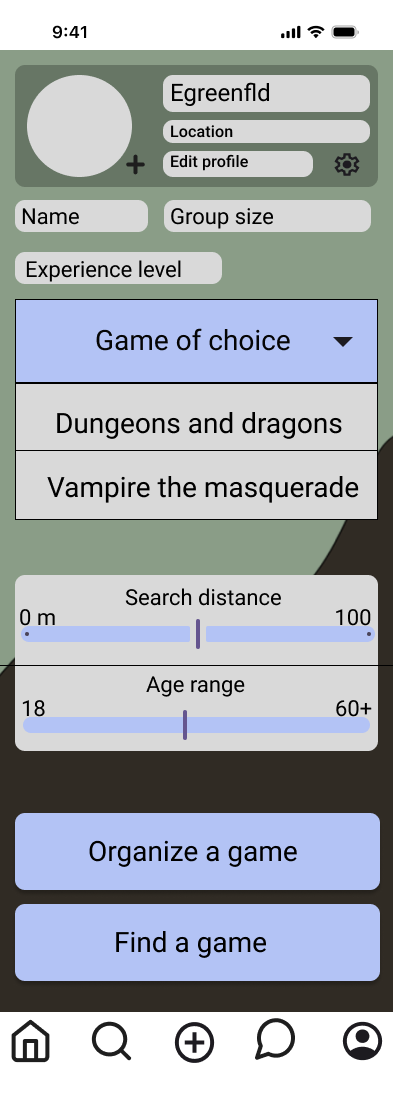 9:41
Egreenfld
Location
Edit profile
Name
Group size
Experience level
Game of choice
Dungeons and dragons
Vampire the masquerade
Search distance
0 m
100
Age range
18
60+
Organize a game
Find a game